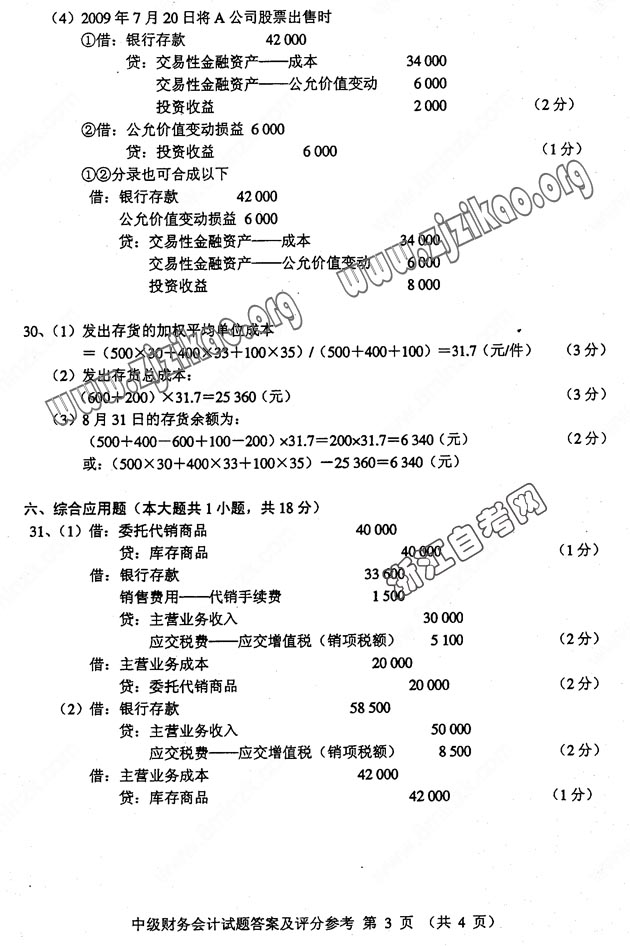 （4）2009年7月20日将A公司股票出售时
①借：银行存款 42 000
贷：交易性金融资产——成本 34 000
交易性金融资产——公允价值变动 6 000
投资收益 2 000 （2分）
②借：公允价值变动损益 6 000
贷：投资收益 6 000 （1分）
①②分录也可合成以下
借：银行存款 42 000
公允价值变动损益 6 000
贷：交易性金融资产——成本 34 000
交易性金融资产——公允价值变动 6 000
投资收益 8 000
www.zjzikao.org
www.zjzikao.org
30、（1）发出存货的加权平均单位成本
＝（500×30＋400×33＋100×35）/（500＋400＋100）＝31.7（元/件） （3分）
（2）发出存货总成本：
（600＋200）×31.7＝25 360（元） （3分）
（3）8月31日的存货余额为：
（500＋400－600＋100－200）×31.7＝200×31.7＝6 340（元） （2分）
或：（500×30＋400×33＋100×35）－25 360＝6 340（元）
六、综合应用题（本大题共1小题，共18分）
31、（1）借：委托代销商品 40 000
贷：库存商品 40 000 （1分）
借：银行存款 33 600
销售费用——代销手续费 1 500
贷：主营业务收入 30 000
应交税费——应交增值税（销项税额） 5 100 （2分）
浙江自考网
借：主营业务成本 20 000
贷：委托代销商品 20 000 （2分）
（2）借：银行存款 58 500
贷：主营业务收入 50 000
应交税费——应交增值税（销项税额） 8 500 （2分）
借：主营业务成本 42 000
贷：库存商品 42 000 （1分）
中级财务会计试题答案及评分参考 第 3 页 （共 4 页）